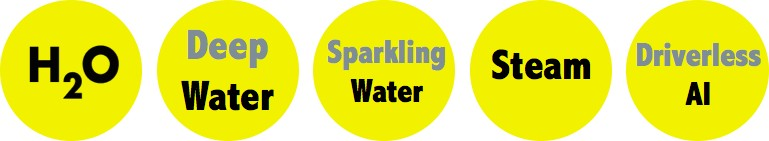 H2O
Deep
Water
Sparkling
Water
Steam
Driverless
AI